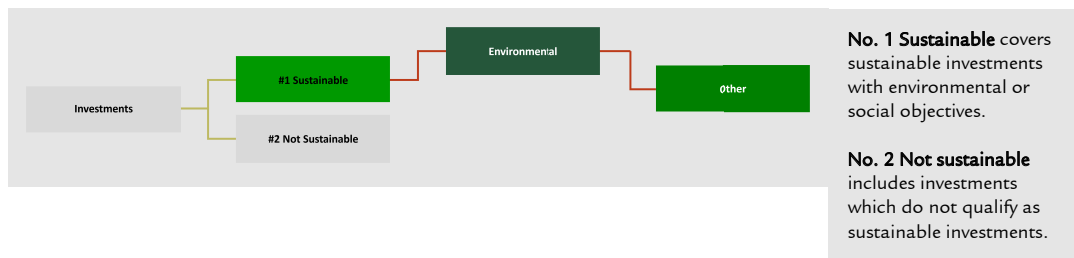 Environmental
#1 Sustainable
Other
Investments
#2 Not Sustainable
No. 1 Sustainable covers
sustainable investments
with environmental or
social objectives.
No. 2 Not sustainable
includes investments
which do not qualify as
sustainable investments.